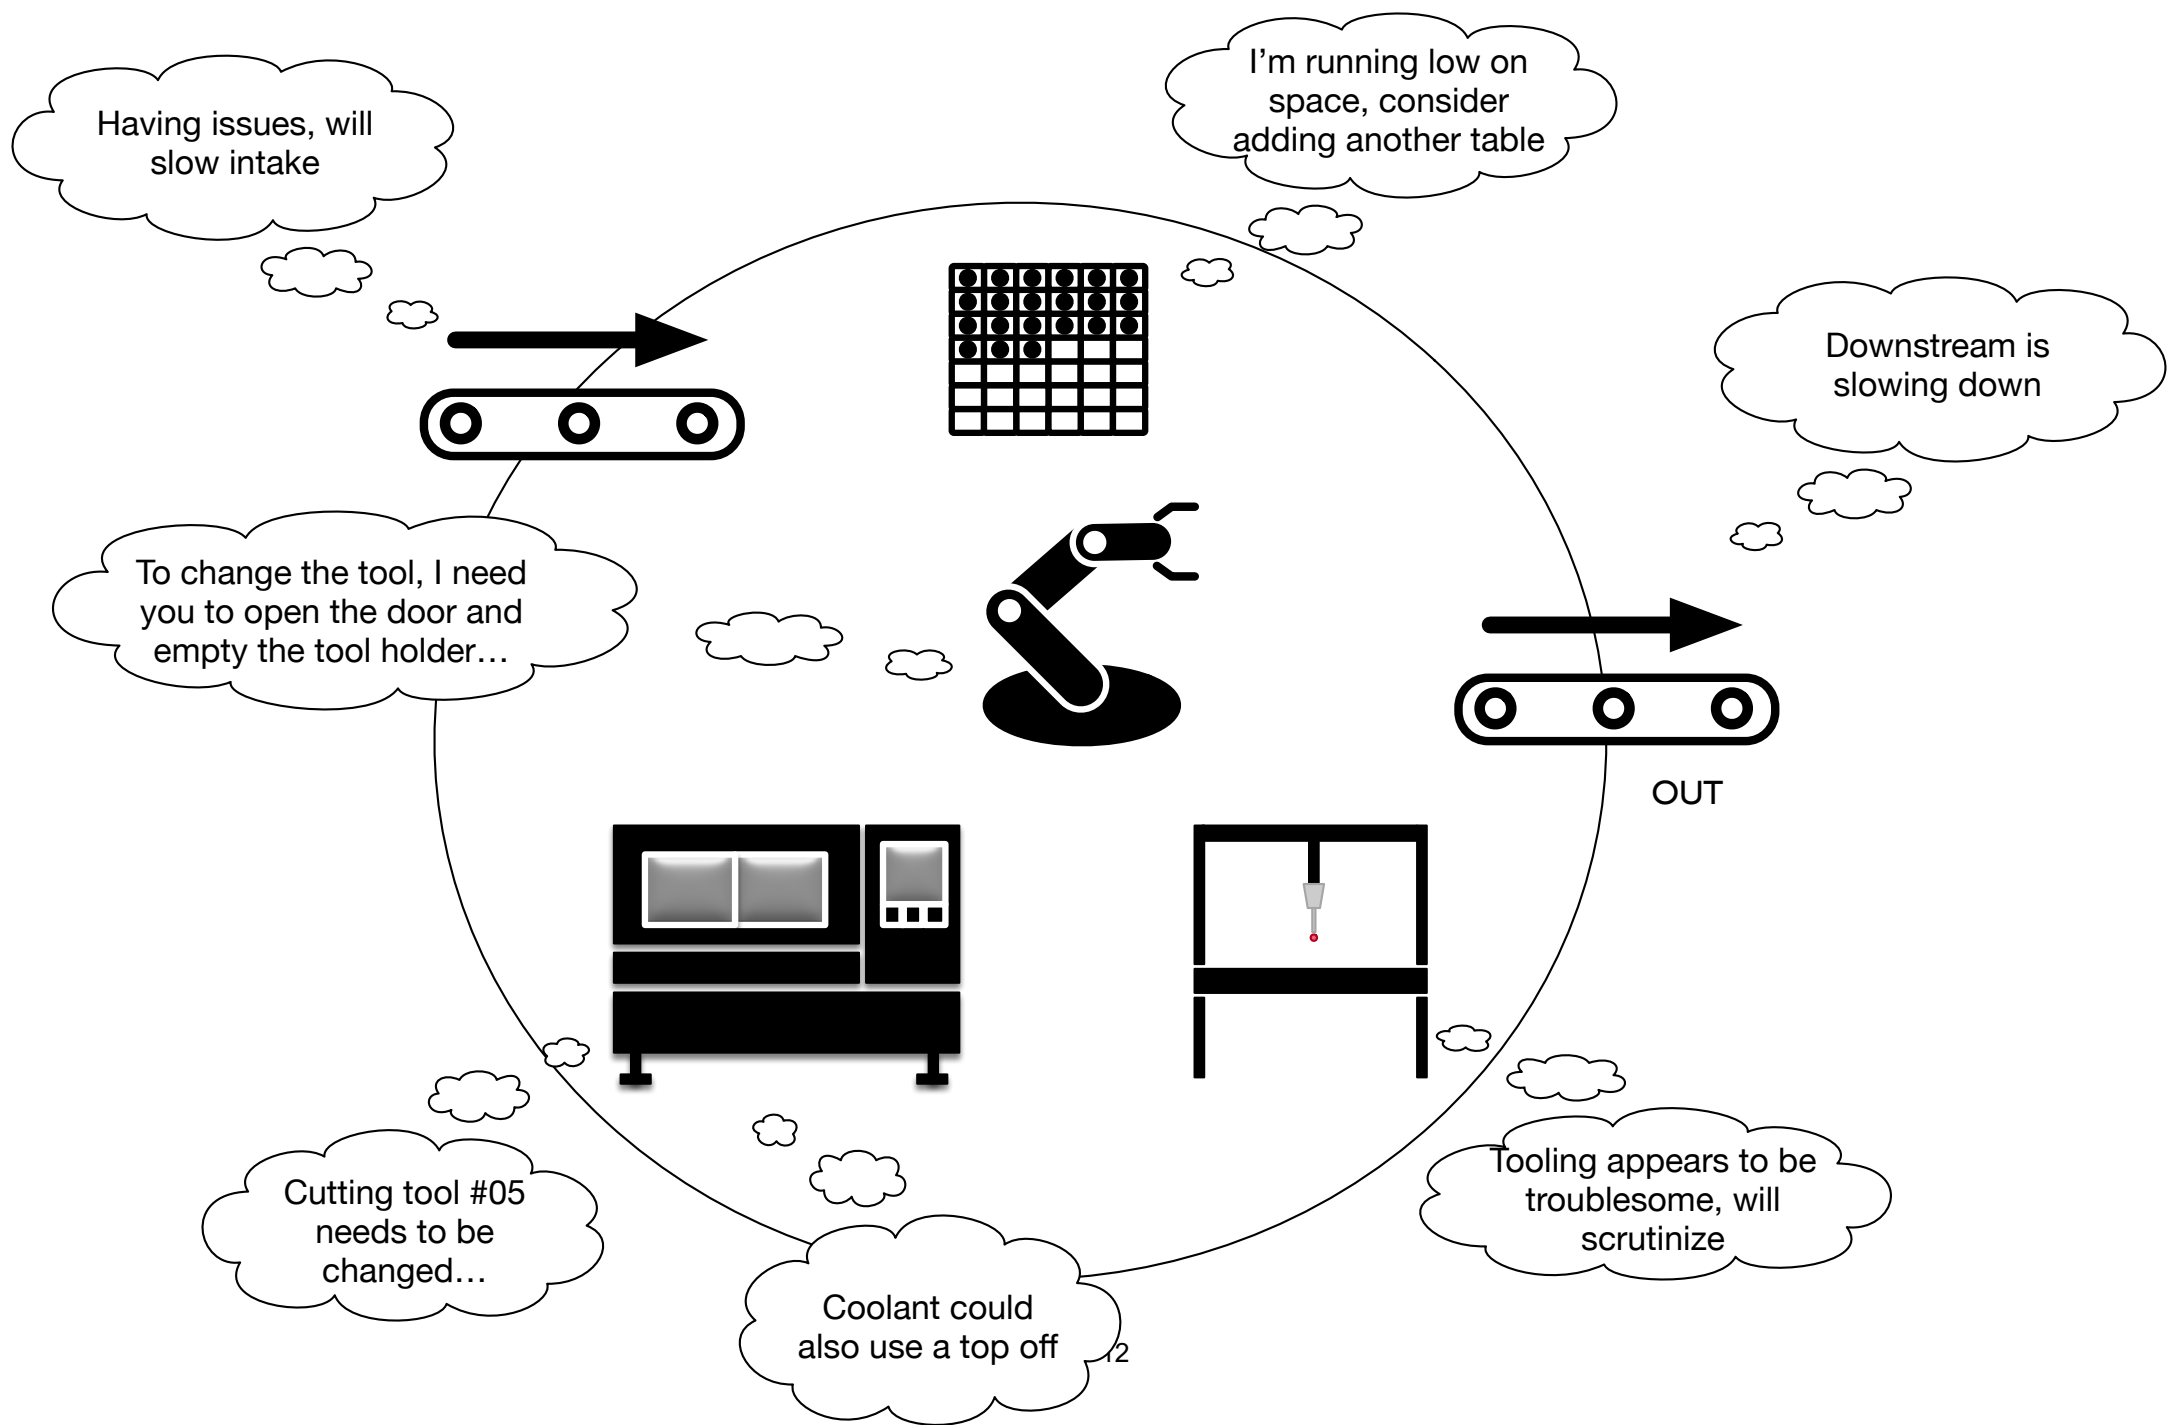 I'm running low on
space, consider
adding another table
Having issues, will
slow intake
Downstream is
slowing down
To change the tool, I need
you to open the door and
empty the tool holder…
OUT
Tooling appears to be
troublesome, will
scrutinize
Cutting tool #05
needs to be
changed…
Coolant could
also use a top off
12